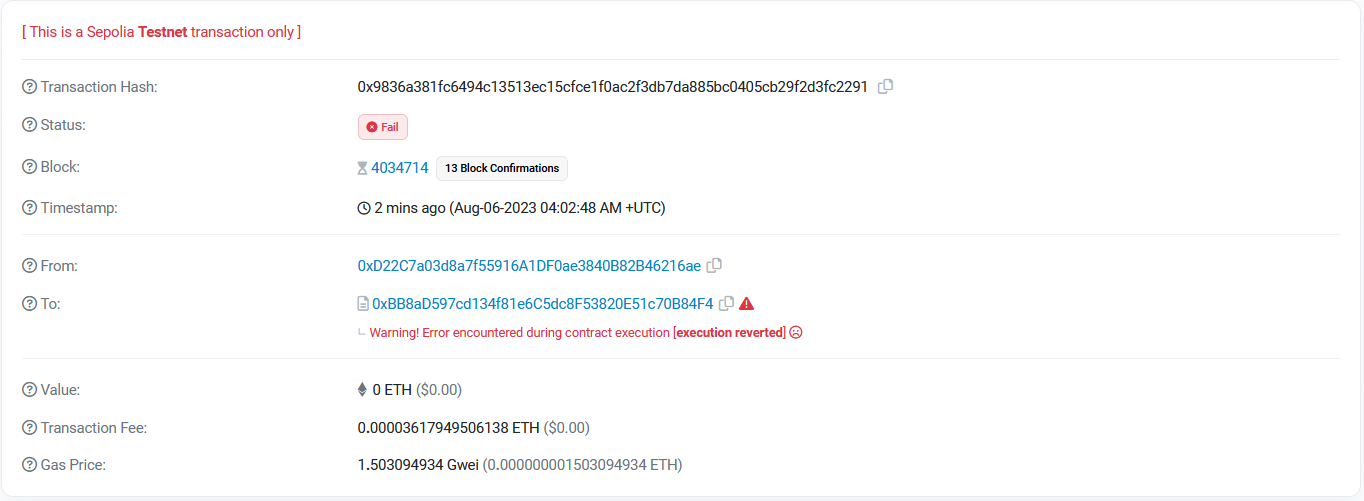 [ This is a Sepolia Testnet transaction only ]
Transaction Hash: 0x9836a381fc6494c13513ec15cfce1f0ac2f3db7da885bc0405cb29f2d3fc2291
Status: Fail
Block: 4034714 13 Block Confirmations
Timestamp: 2 mins ago (Aug-06-2023 04:02:48 AM +UTC)
From: 0xD22C7a03d8a7f55916A1DF0ae3840B82B46216ae
To: 0xBB8aD597cd134f81e6C5dc8F53820E51c70B84F4
Warning! Error encountered during contract execution [execution reverted]
Value: 0 ETH ($0.00)
Transaction Fee: 0.00003617949506138 ETH ($0.00)
Gas Price: 1.503094934 Gwei (0.000000001503094934 ETH)